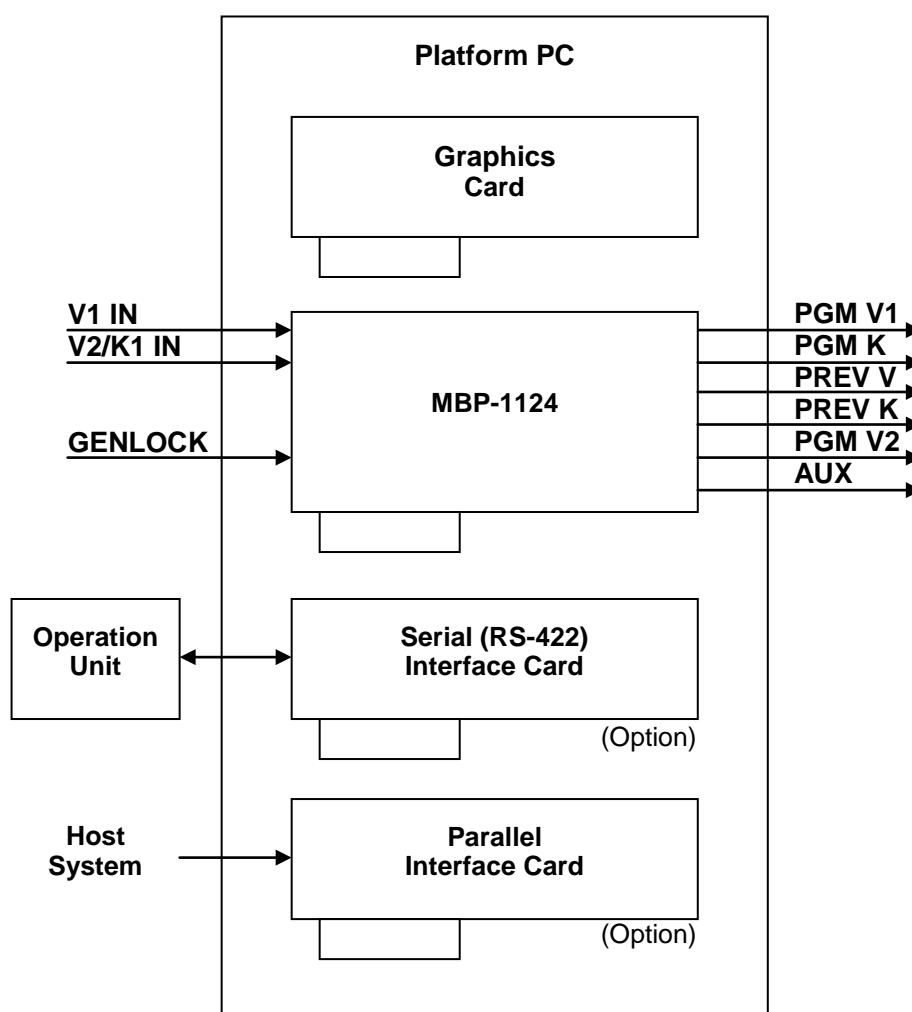 Platform PC
Graphics
Card
V1 IN
V2/K1 IN
GENLOCK
MBP-1124
PGM V1
PGM K
PREV V
PREV K
PGM V2
AUX
Operation
Unit
Serial (RS-422)
Interface Card
(Option)
Host
System
Parallel
Interface Card
(Option)